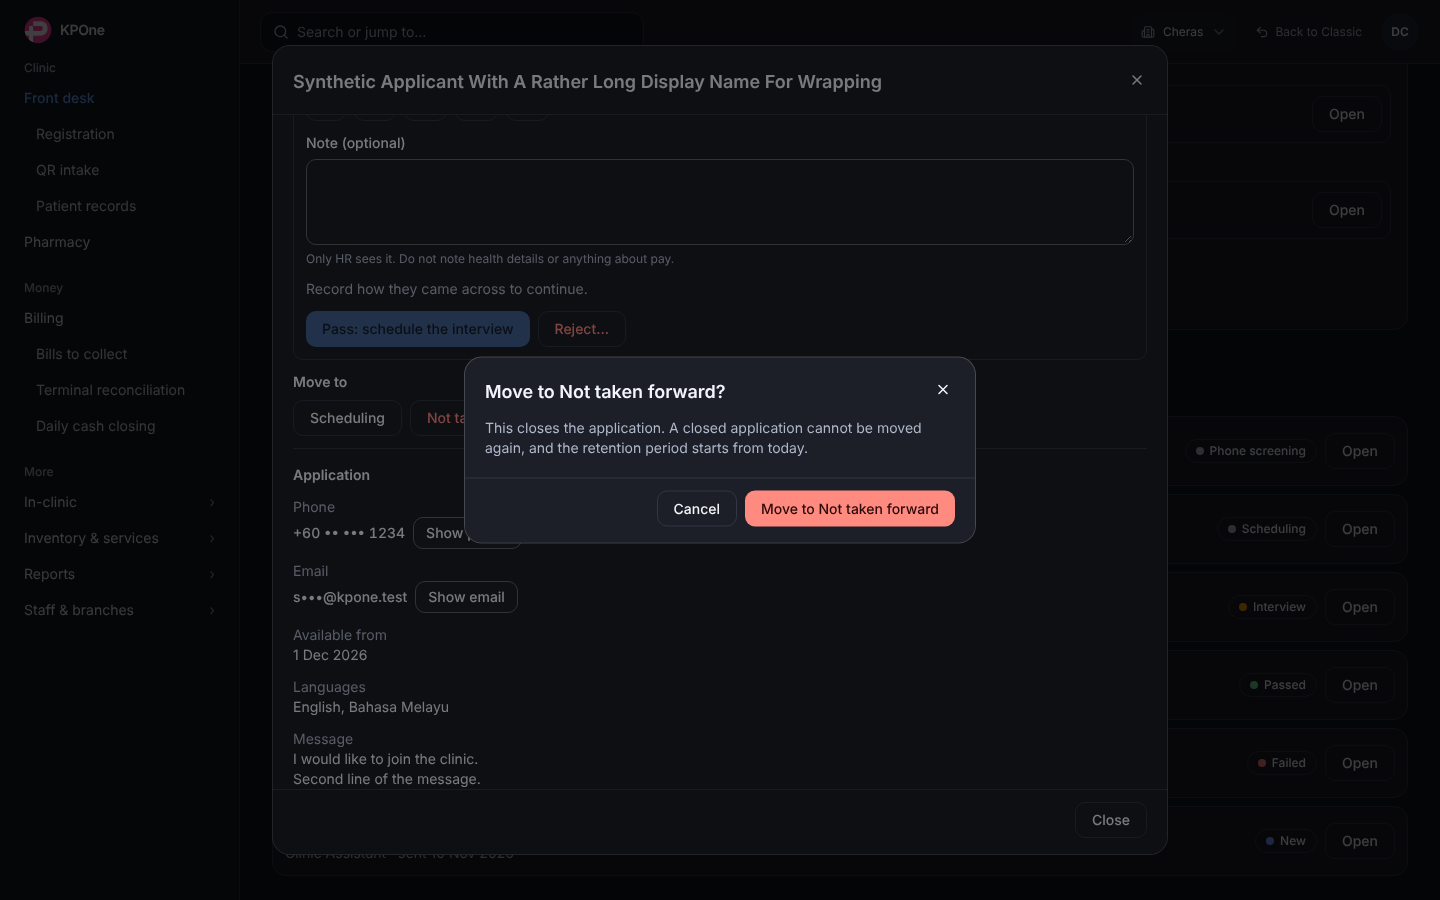 KPOne
Search or jump to...
Cheras
Back to Classic
DC
Clinic
Front desk
Registration
QR intake
Patient records
Pharmacy
Money
Billing
Bills to collect
Terminal reconciliation
Daily cash closing
More
In-clinic
Inventory & services
Reports
Staff & branches
Synthetic Applicant With A Rather Long Display Name For Wrapping
Note (optional)
Only HR sees it. Do not note health details or anything about pay.
Record how they came across to continue.
Pass: schedule the interview
Reject...
Move to
Scheduling
Not ta
Application
Phone
+60 •• ••• 1234
Show
Email
s•••@kpone.test
Show email
Available from
1 Dec 2026
Languages
English, Bahasa Melayu
Message
I would like to join the clinic.
Second line of the message.
Close
Move to Not taken forward?
This closes the application. A closed application cannot be moved
again, and the retention period starts from today.
Cancel
Move to Not taken forward
Open
Open
Phone screening
Open
Scheduling
Open
Interview
Open
Passed
Open
Failed
Open
New
Open